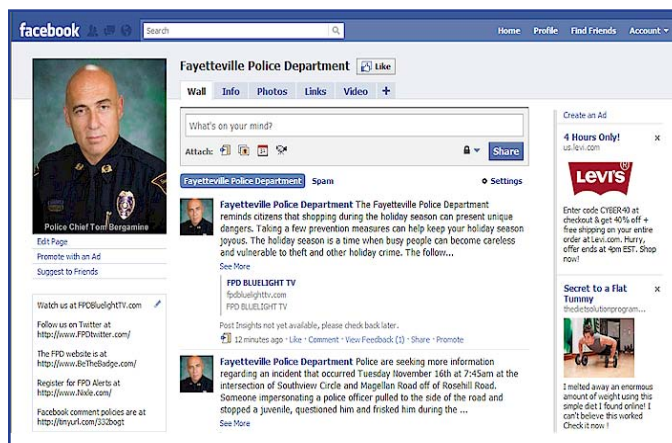 facebook
Search
Home Profile Find Friends Account
Fayetteville Police Department Like
Wall Info Photos Links Video +
What's on your mind?
Attach:
Share
Fayetteville Police Department Spam
Settings
Fayetteville Police Department The Fayetteville Police Department
reminds citizens that shopping during the holiday season can present unique
dangers. Taking a few prevention measures can help keep your holiday season
joyous. The holiday season is a time when busy people can become careless
and vulnerable to theft and other holiday crime. The follow...
See More
FPD BLUELIGHT TV
fpdbluelighttv.com
FPD BLUELIGHT TV
Post Insights not yet available, please check back later.
12 minutes ago · Like · Comment · View Feedback (1) · Share · Promote
Fayetteville Police Department Police are seeking more information
regarding an incident that occurred Tuesday November 16th at 7:45am at the
intersection of Southview Circle and Magellan Road off of Rosehill Road.
Someone impersonating a police officer pulled to the side of the road and
stopped a juvenile, questioned him and frisked him during the ...
See More
Police Chief Tom Bergamine
Edit Page
Promote with an Ad
Suggest to Friends
Watch us at FPDBluelightTV.com
Follow us on Twitter at
http://www.FPDtwitter.com/
The FPD website is at
http://www.BeTheBadge.com/
Register for FPD Alerts at
http://www.Nixle.com/
Facebook comment policies are at
http://tinyurl.com/332bogt
Create an Ad
4 Hours Only! x
us.levi.com
LEVI'S®
Enter code CYBER40 at
checkout & get 40% off +
free shipping on your entire
order at Levi.com. Hurry,
offer ends at 4pm EST. Shop
now!
Secret to a Flat x
Tummy
thedietsolutionprogram...
I melted away an enormous
amount of weight using this
simple diet I found online! I
can't believe this worked
Check it now !